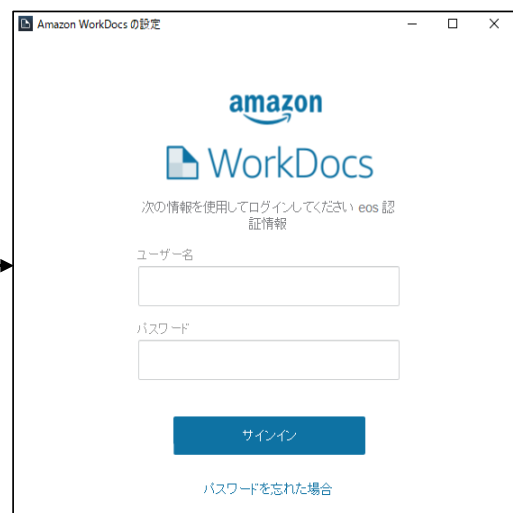 Amazon WorkDocs の設定
amazon
WorkDocs
次の情報を使用してログインしてください eos 認
証情報
ユーザー名
パスワード
サインイン
パスワードを忘れた場合